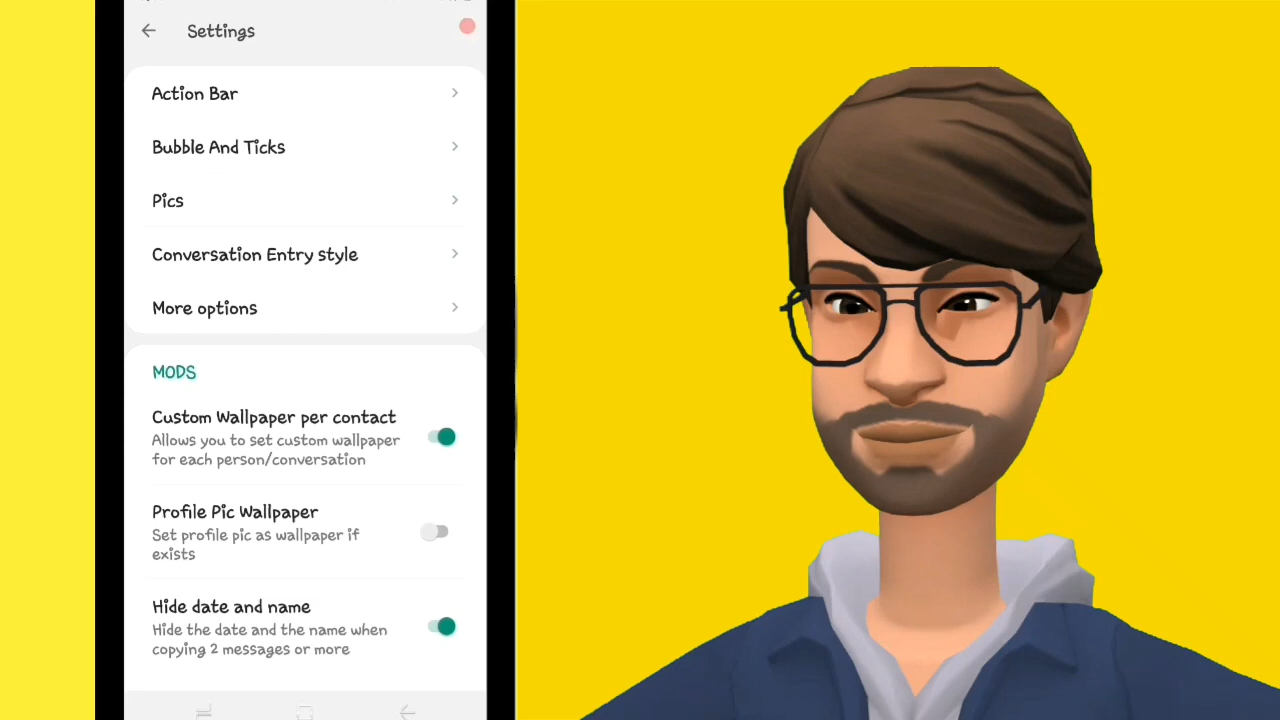 Settings
Action Bar
Bubble And Ticks
Pics
Conversation Entry style
More options
MODS
Custom Wallpaper per contact
Allows you to set custom wallpaper
for each person/conversation
Profile Pic Wallpaper
Set profile pic as wallpaper if
exists
Hide date and name
Hide the date and the name when
copying 2 messages or more